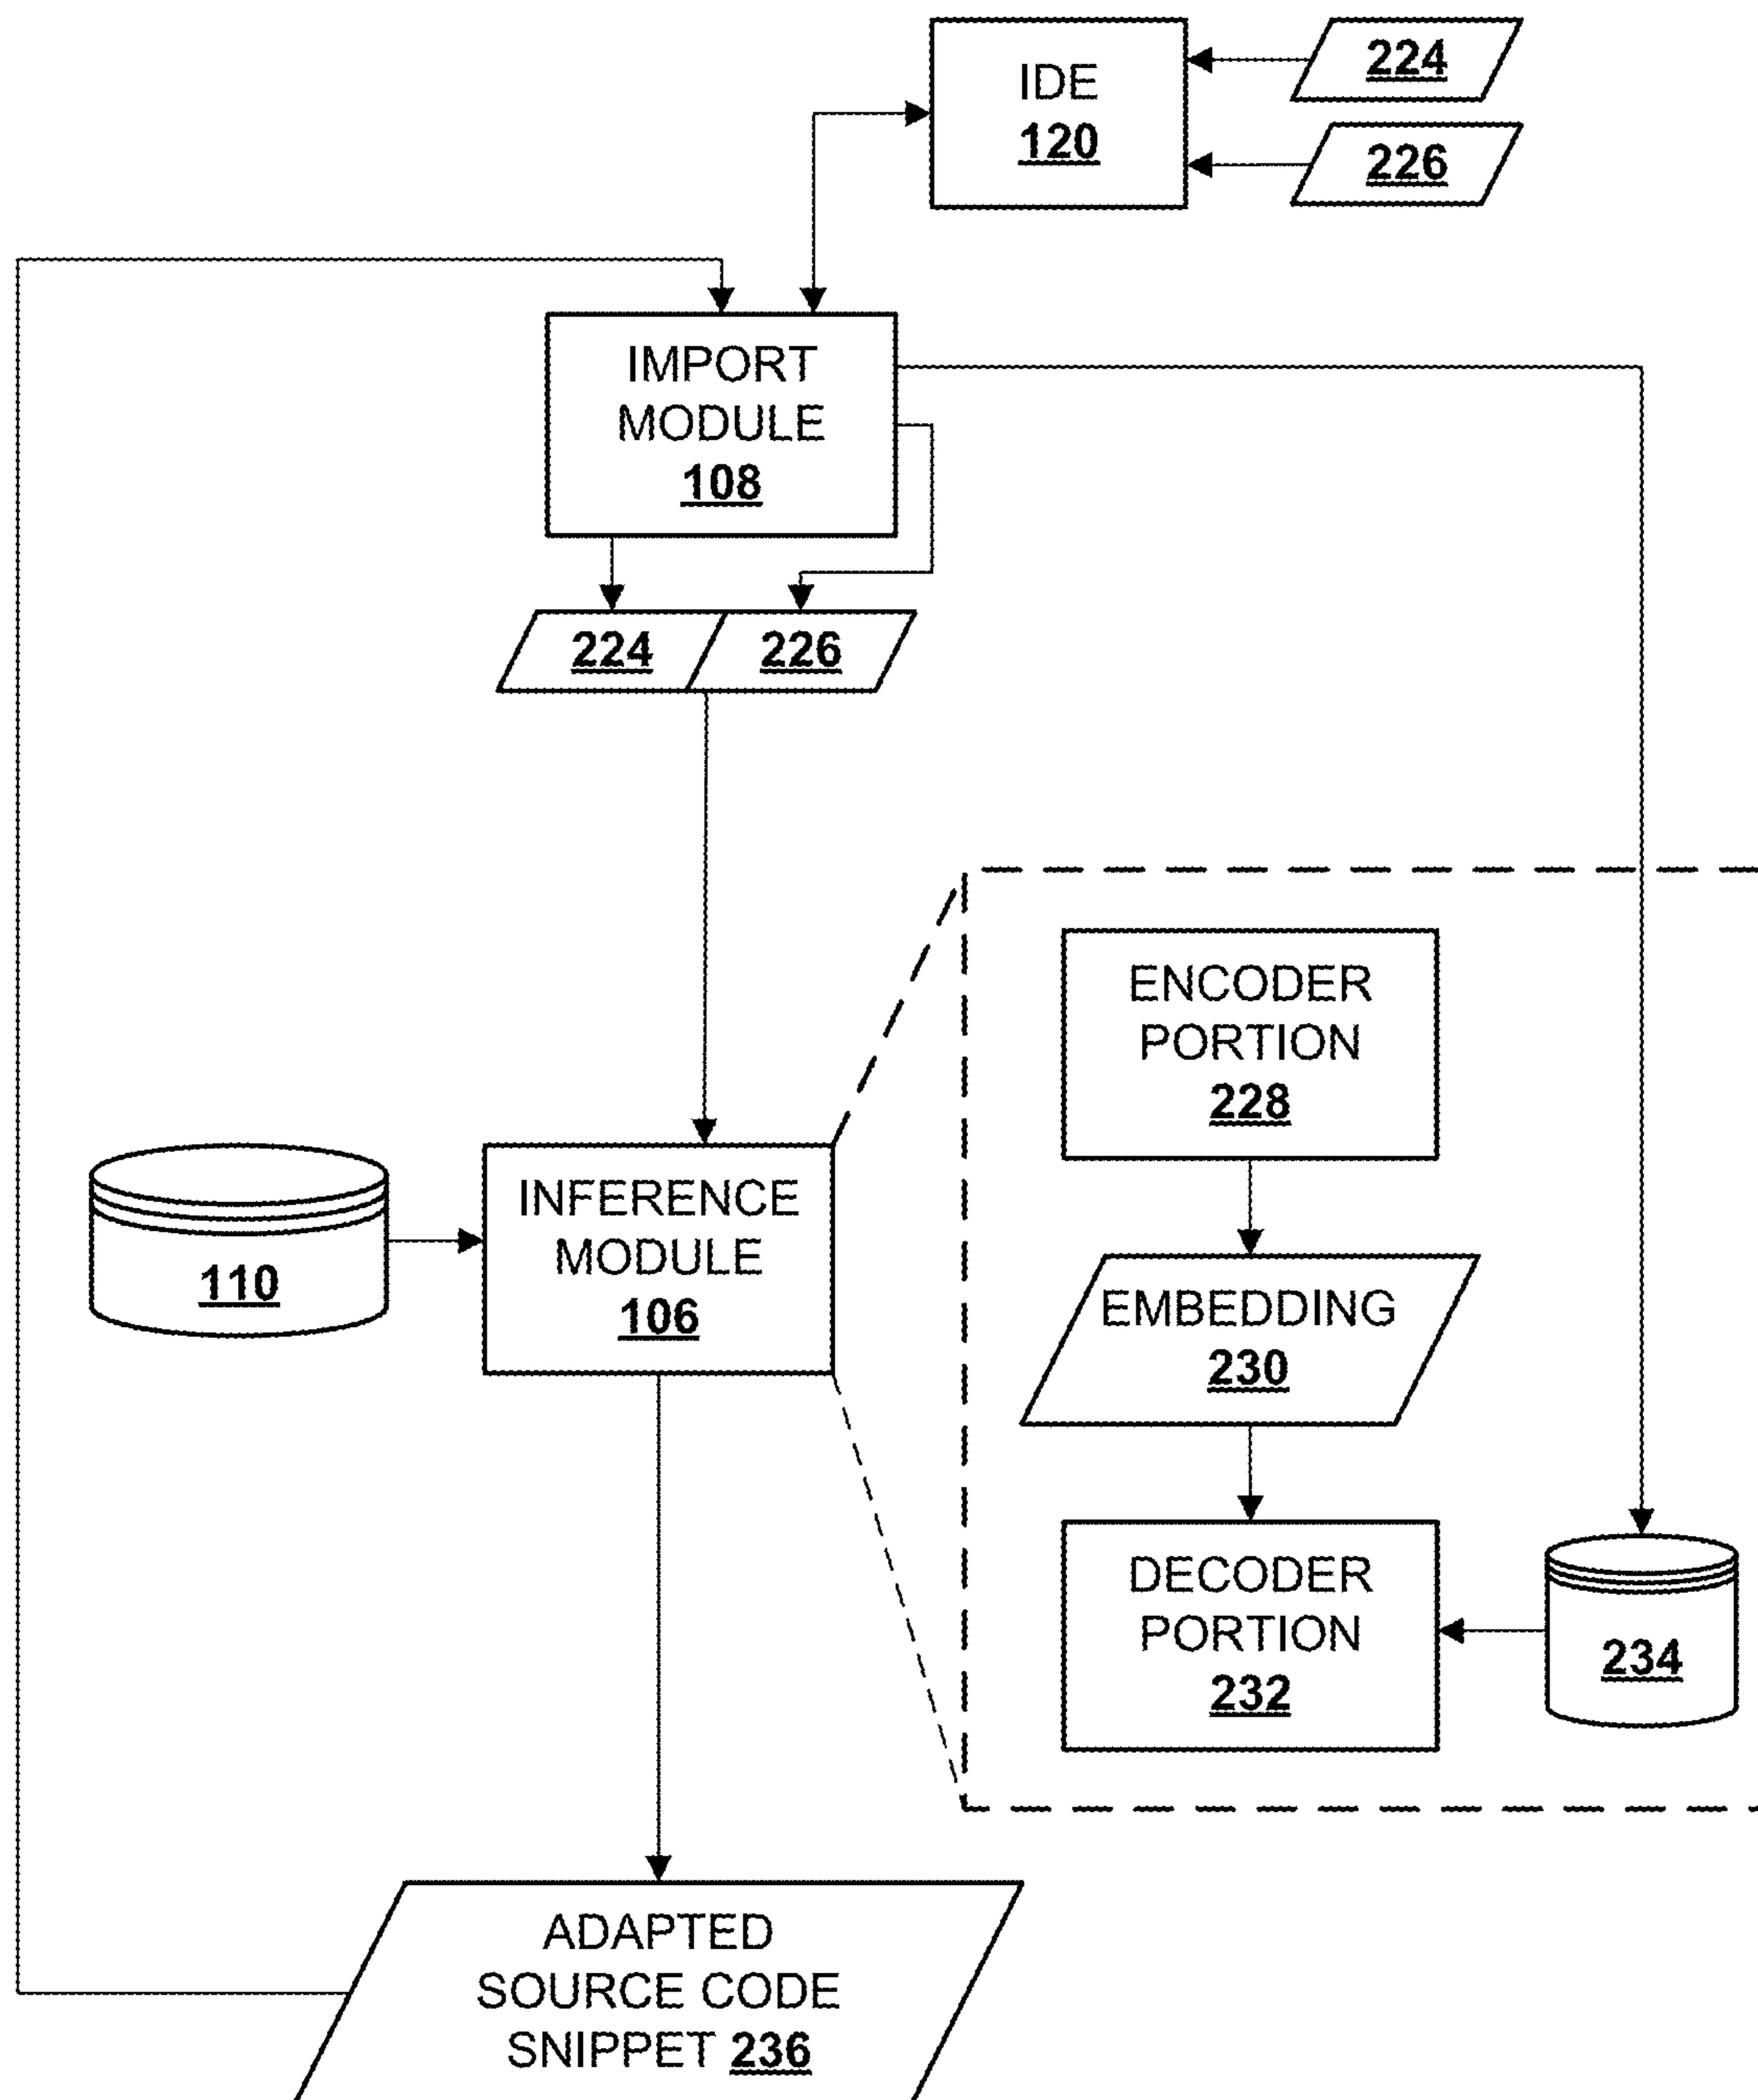 IDE
120
224
226
IMPORT
MODULE
108
224
226
ENCODER
PORTION
228
110
INFERENCE
MODULE
106
EMBEDDING
230
DECODER
PORTION
232
234
ADAPTED
SOURCE CODE
SNIPPET 236